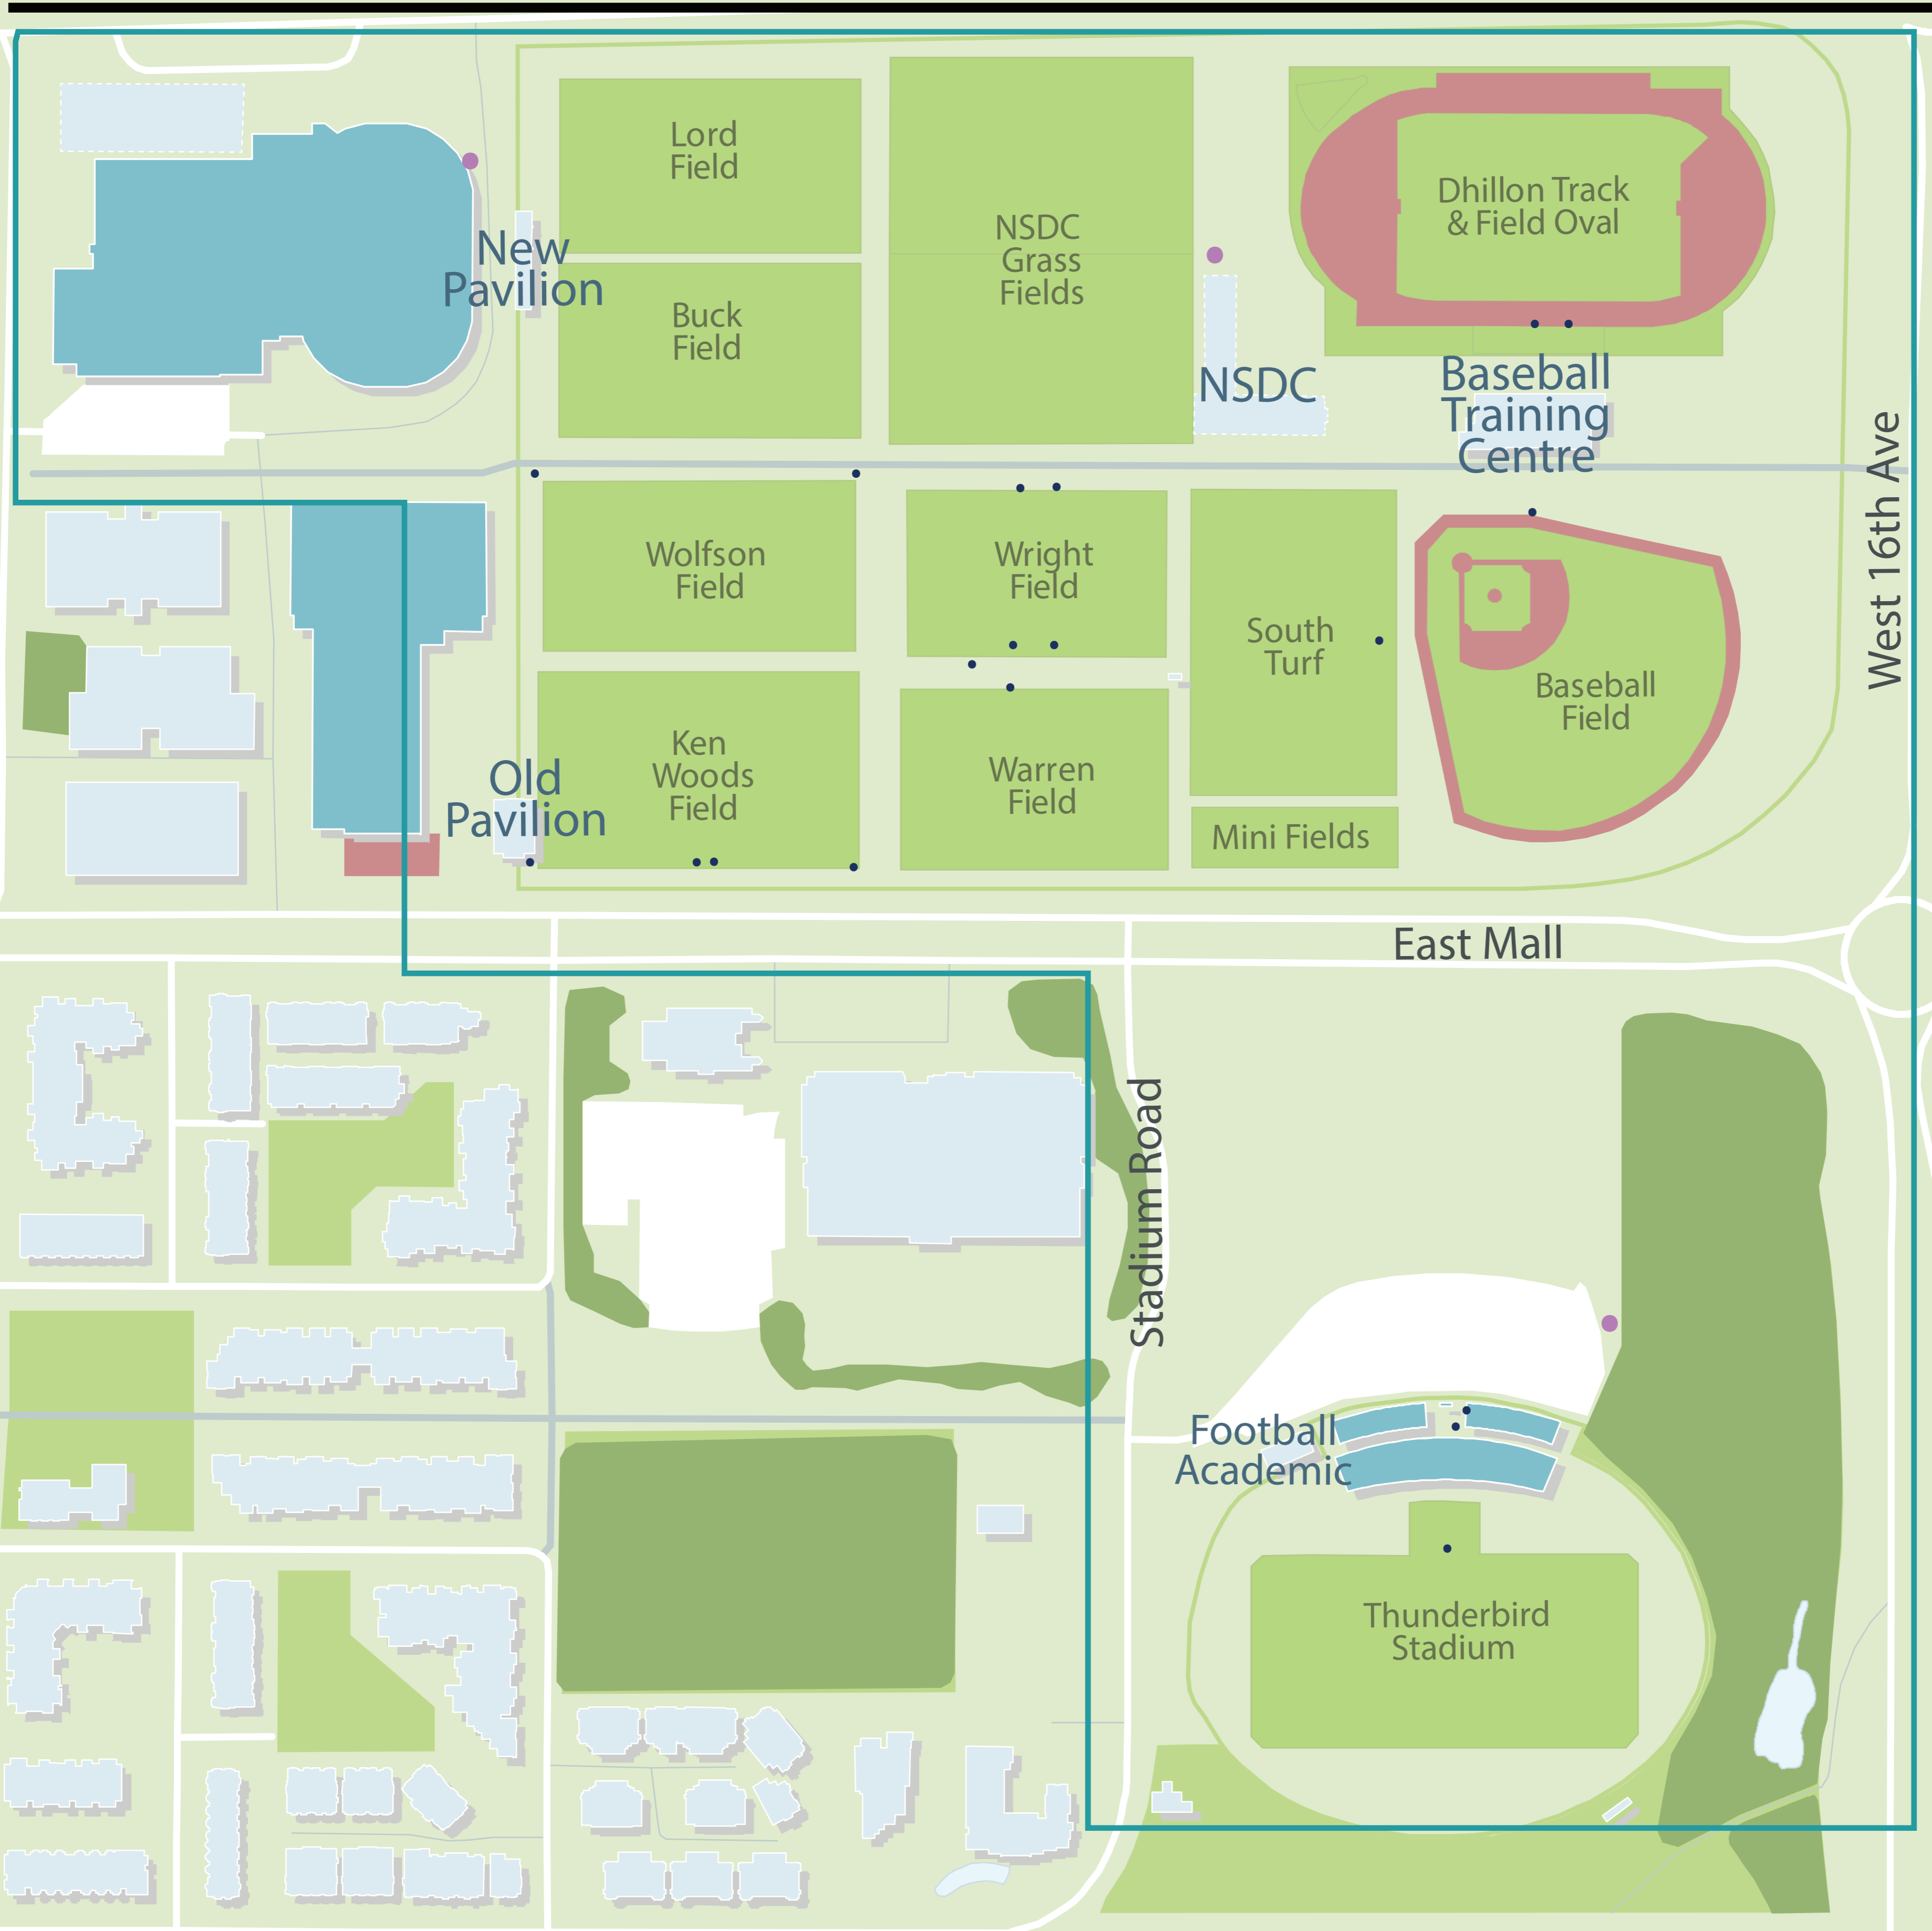 Lord
Field
Dhillon Track
& Field Oval
NSDC
Grass
Fields
New
Pavilion
Buck
Field
NSDC
Baseball
Training
Centre
West 16th Ave
Wolfson
Field
Wright
Field
South
Turf
Baseball
Field
Ken
Woods
Field
Old
Pavilion
Warren
Field
Mini Fields
East Mall
Stadium Road
Football
Academic
Thunderbird
Stadium